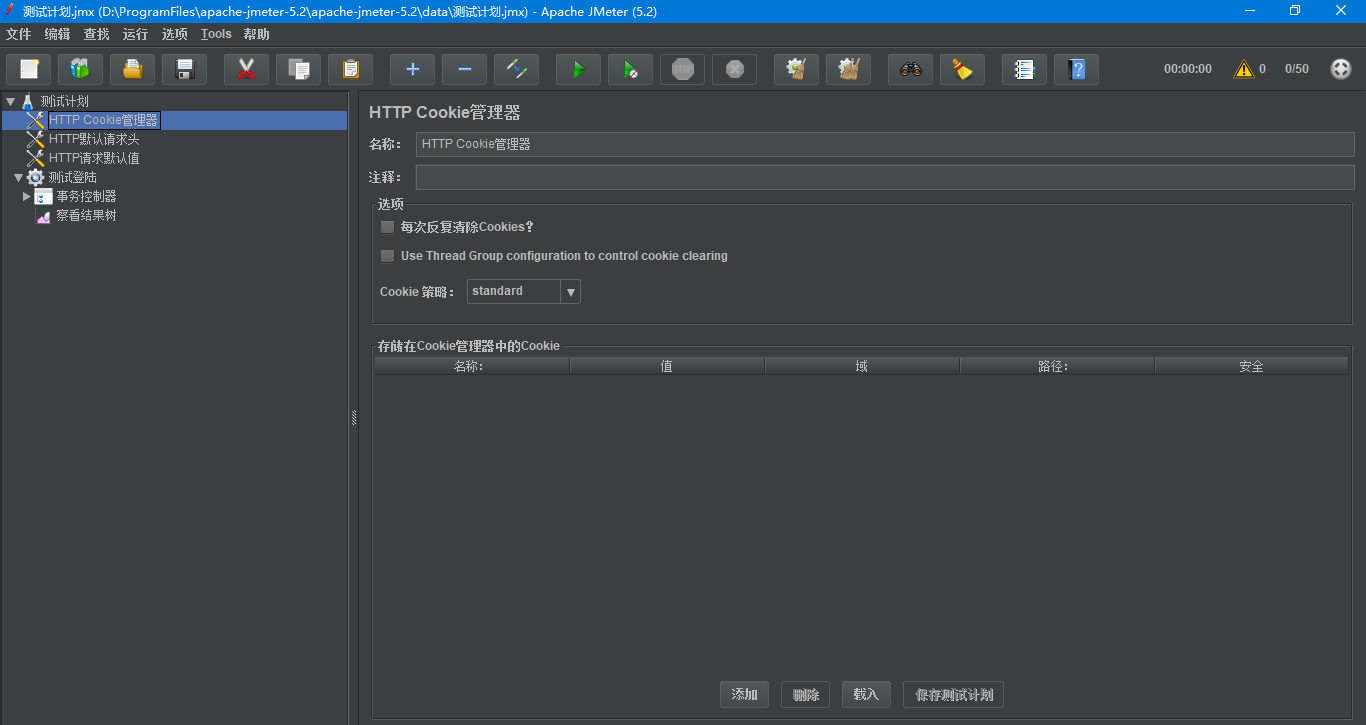 测试计划.jmx (D:\ProgramFiles\apache-jmeter-5.2\apache-jmeter-5.2\data\测试计划.jmx) - Apache JMeter (5.2)
文件 编辑 查找 运行 选项 Tools 帮助
STOP 00:00:00 0 0/50
测试计划
HTTP Cookie管理器
HTTP默认请求头
HTTP请求默认值
测试登陆
事务控制器
察看结果树
HTTP Cookie管理器
名称： HTTP Cookie管理器
注释：
选项
每次反复清除Cookies?
Use Thread Group configuration to control cookie clearing
Cookie 策略： standard
存储在Cookie管理器中的Cookie
名称： 值 域 路径： 安全
添加 删除 载入 保存测试计划